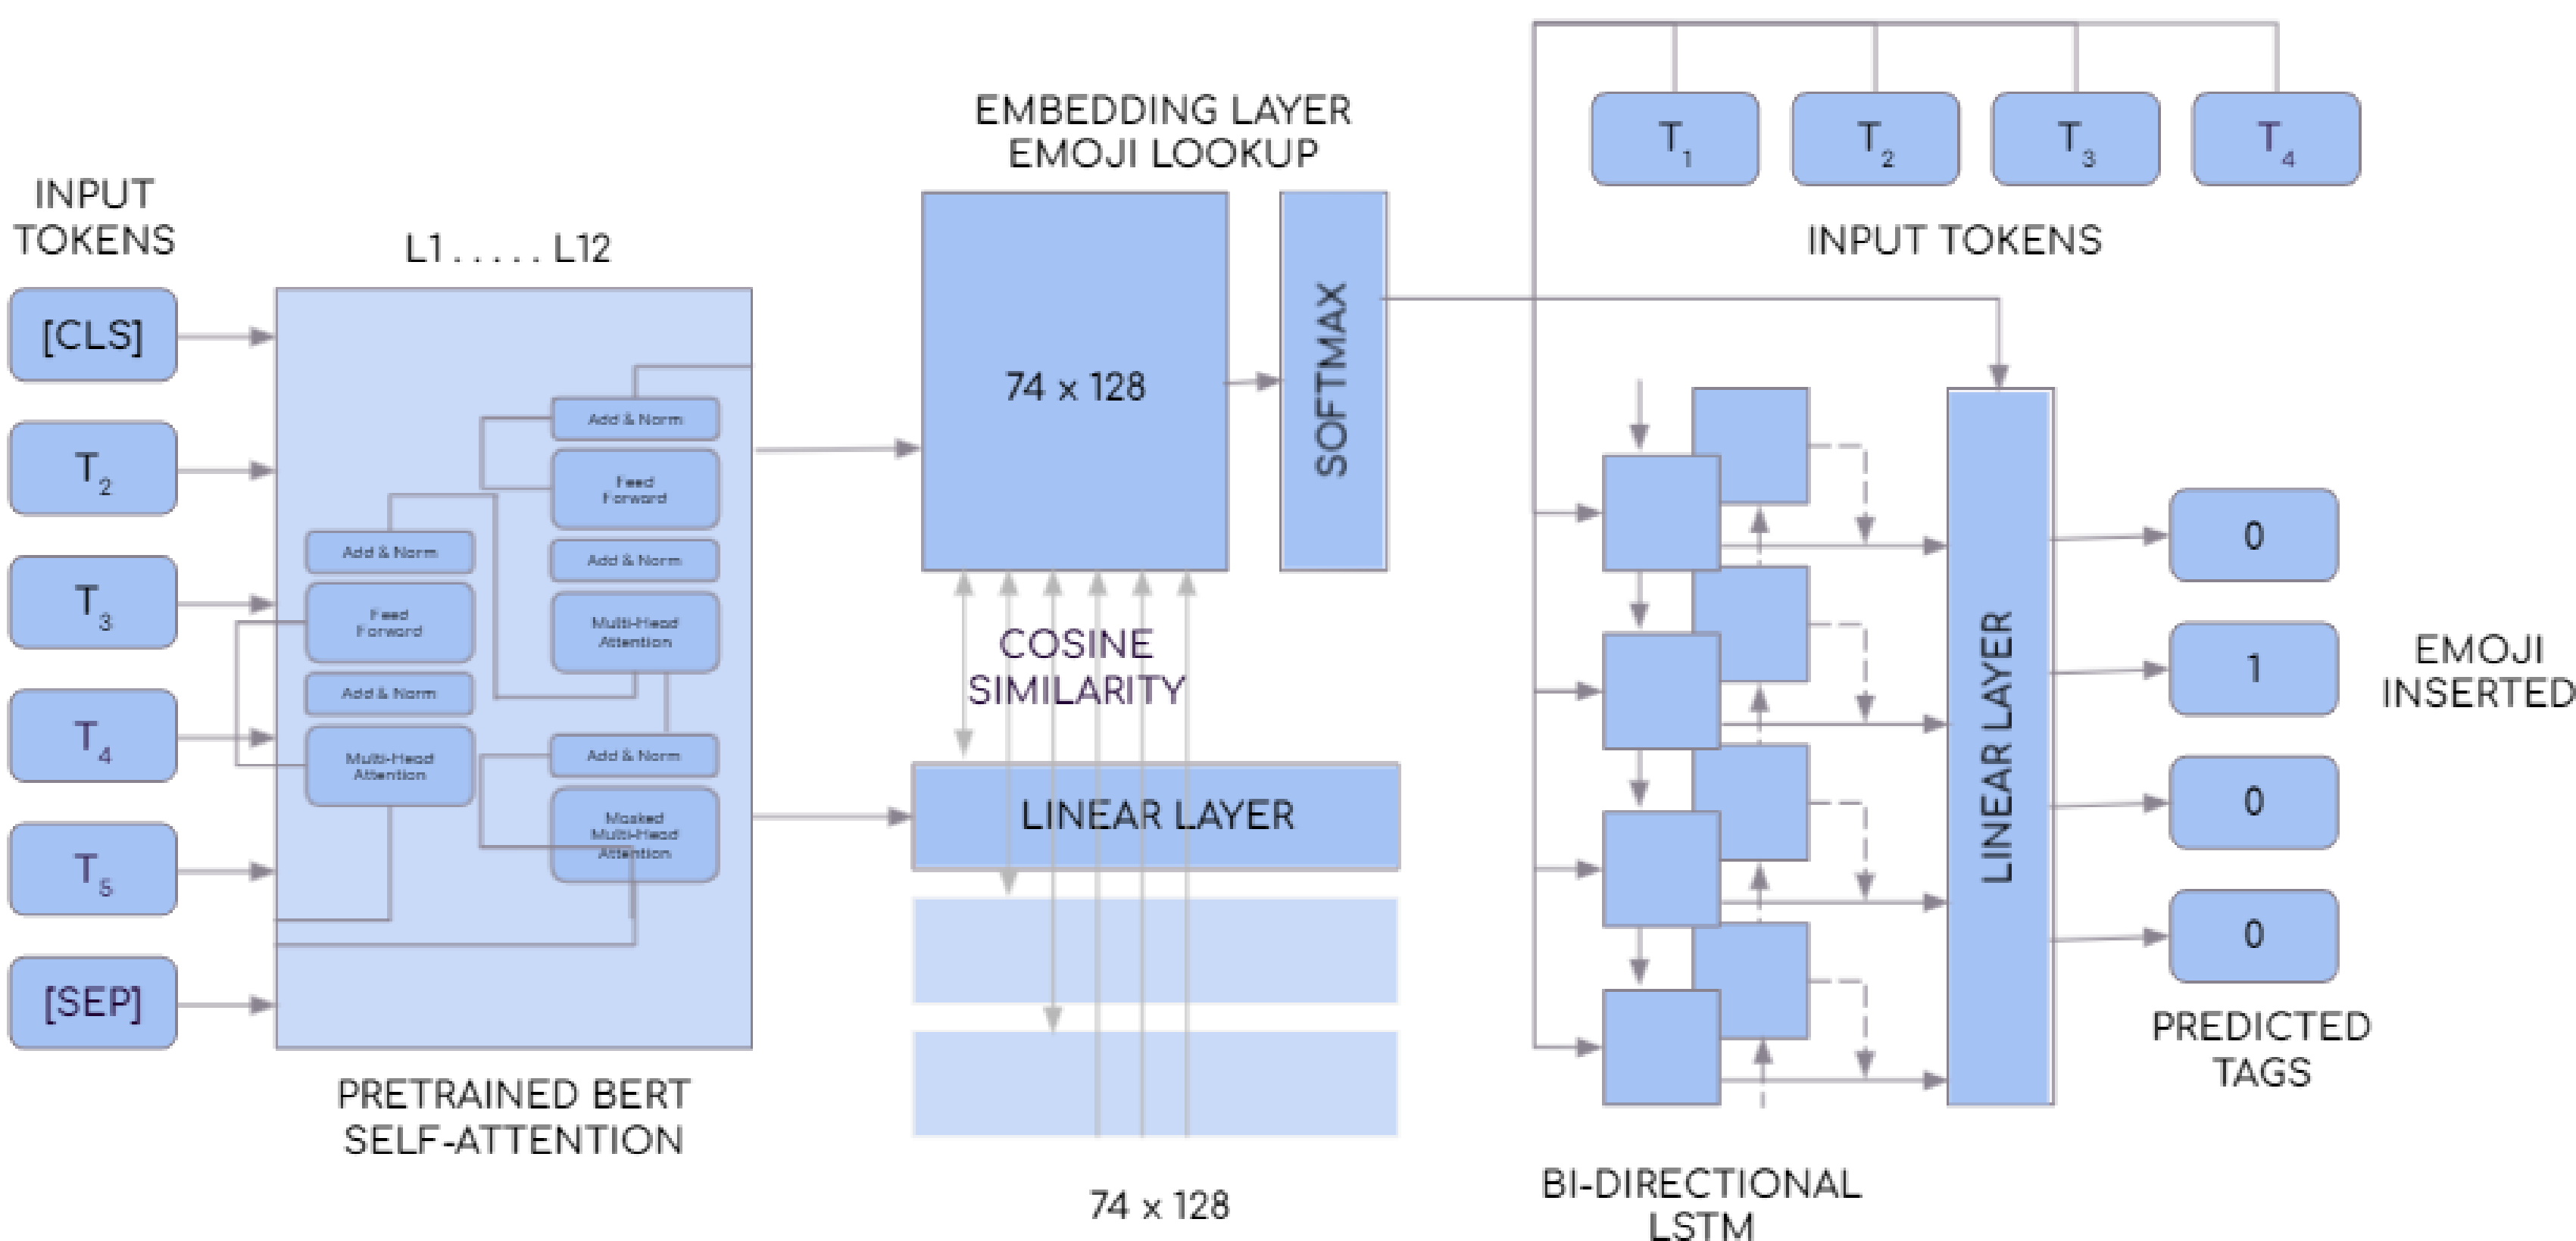 INPUT
TOKENS
[CLS]
T2
T3
T4
T5
[SEP]
L1 . . . . . L12
Add & Norm
Feed
Forward
Add & Norm
Multi-Head
Attention
Add & Norm
Feed
Forward
Add & Norm
Multi-Head
Attention
Add & Norm
Masked
Multi-Head
Attention
PRETRAINED BERT
SELF-ATTENTION
EMBEDDING LAYER
EMOJI LOOKUP
74 x 128
SOFTMAX
COSINE
SIMILARITY
LINEAR LAYER
74 x 128
T1
T2
T3
T4
INPUT TOKENS
BI-DIRECTIONAL
LSTM
LINEAR LAYER
0
1
0
0
EMOJI
INSERTED
PREDICTED
TAGS